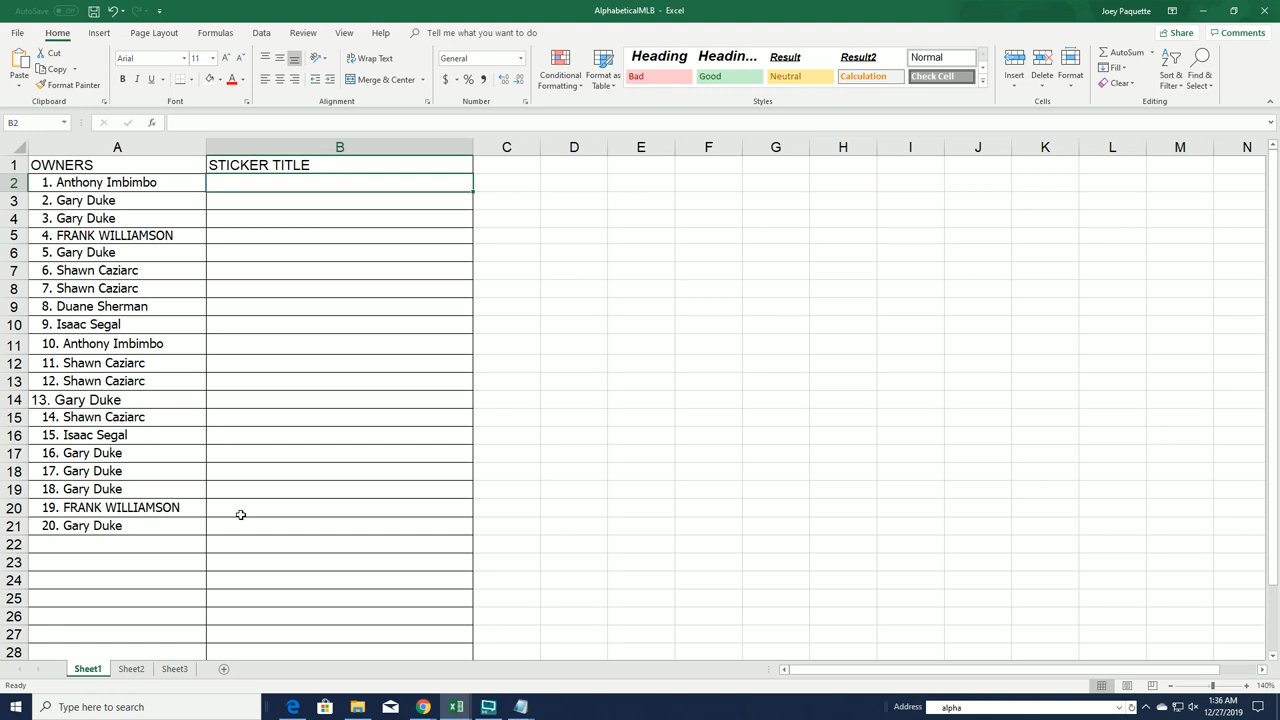 AutoSave Off
AlphabeticalMLB - Excel
Joey Paquette
File Home Insert Page Layout Formulas Data Review View Help Tell me what you want to do
Share Comments
Paste
Cut
Copy
Format Painter
Clipboard
Arial 11
B I U
Font
Wrap Text
Merge & Center
Alignment
General
$ % ,
Number
Conditional Formatting
Format as Table
Heading Headin... Result Result2 Normal
Bad Good Neutral Calculation Check Cell
Styles
Insert Delete Format
Cells
AutoSum
Fill
Clear
Sort & Filter
Find & Select
Editing
B2
fx
A B C D E F G H I J K L M N
1 OWNERS STICKER TITLE
2 1. Anthony Imbimbo
3 2. Gary Duke
4 3. Gary Duke
5 4. FRANK WILLIAMSON
6 5. Gary Duke
7 6. Shawn Caziarc
8 7. Shawn Caziarc
9 8. Duane Sherman
10 9. Isaac Segal
11 10. Anthony Imbimbo
12 11. Shawn Caziarc
13 12. Shawn Caziarc
14 13. Gary Duke
15 14. Shawn Caziarc
16 15. Isaac Segal
17 16. Gary Duke
18 17. Gary Duke
19 18. Gary Duke
20 19. FRANK WILLIAMSON
21 20. Gary Duke
22
23
24
25
26
27
28
Sheet1 Sheet2 Sheet3
Ready
140%
Type here to search
Address alpha
1:36 AM
12/27/2019